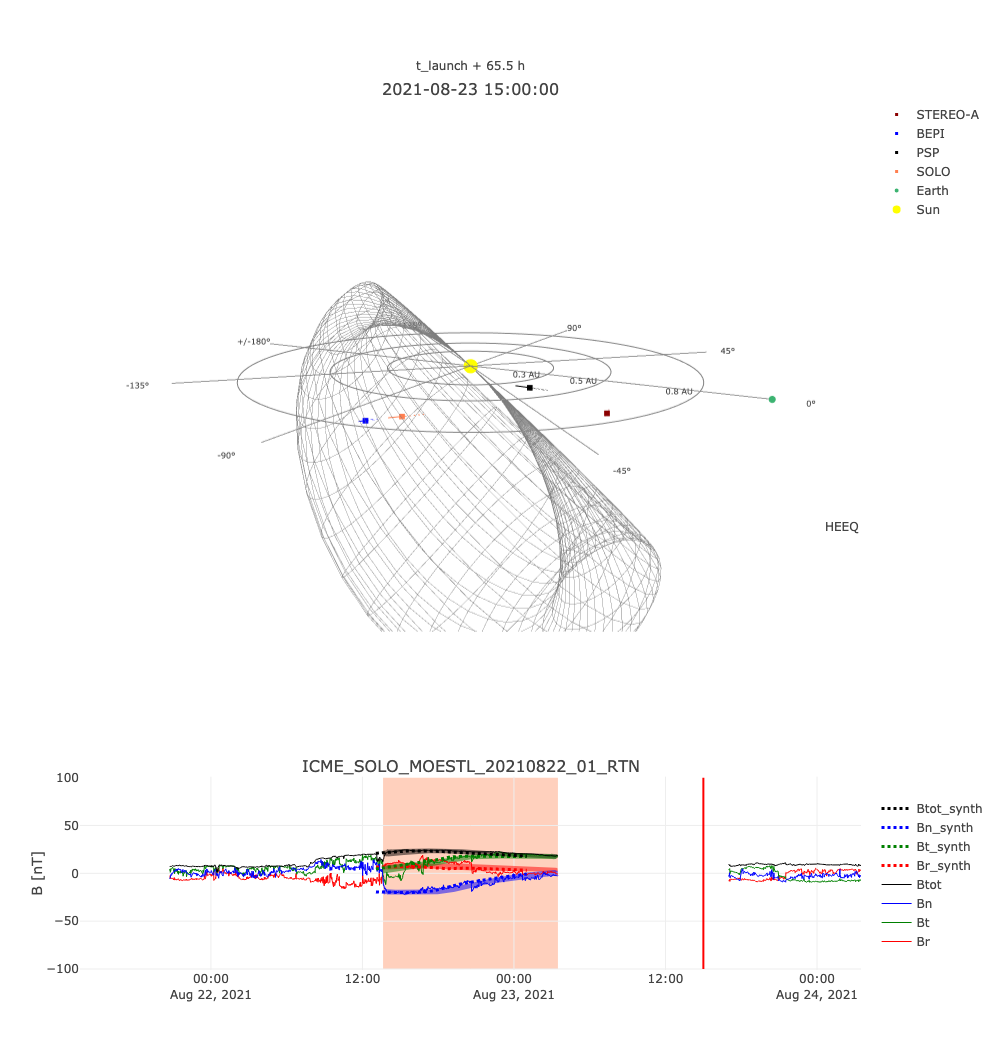 t_launch + 65.5 h
2021-08-23 15:00:00
STEREO-A
BEPI
PSP
SOLO
Earth
Sun
90°
+/-180°
45°
0.3 AU
0.5 AU
-135°
0.8 AU
0°
-90°
-45°
HEEQ
ICME_SOLO_MOESTL_20210822_01_RTN
100
50
0
−50
−100
B [nT]
00:00
Aug 22, 2021
12:00
00:00
Aug 23, 2021
12:00
00:00
Aug 24, 2021
Btot_synth
Bn_synth
Bt_synth
Br_synth
Btot
Bn
Bt
Br